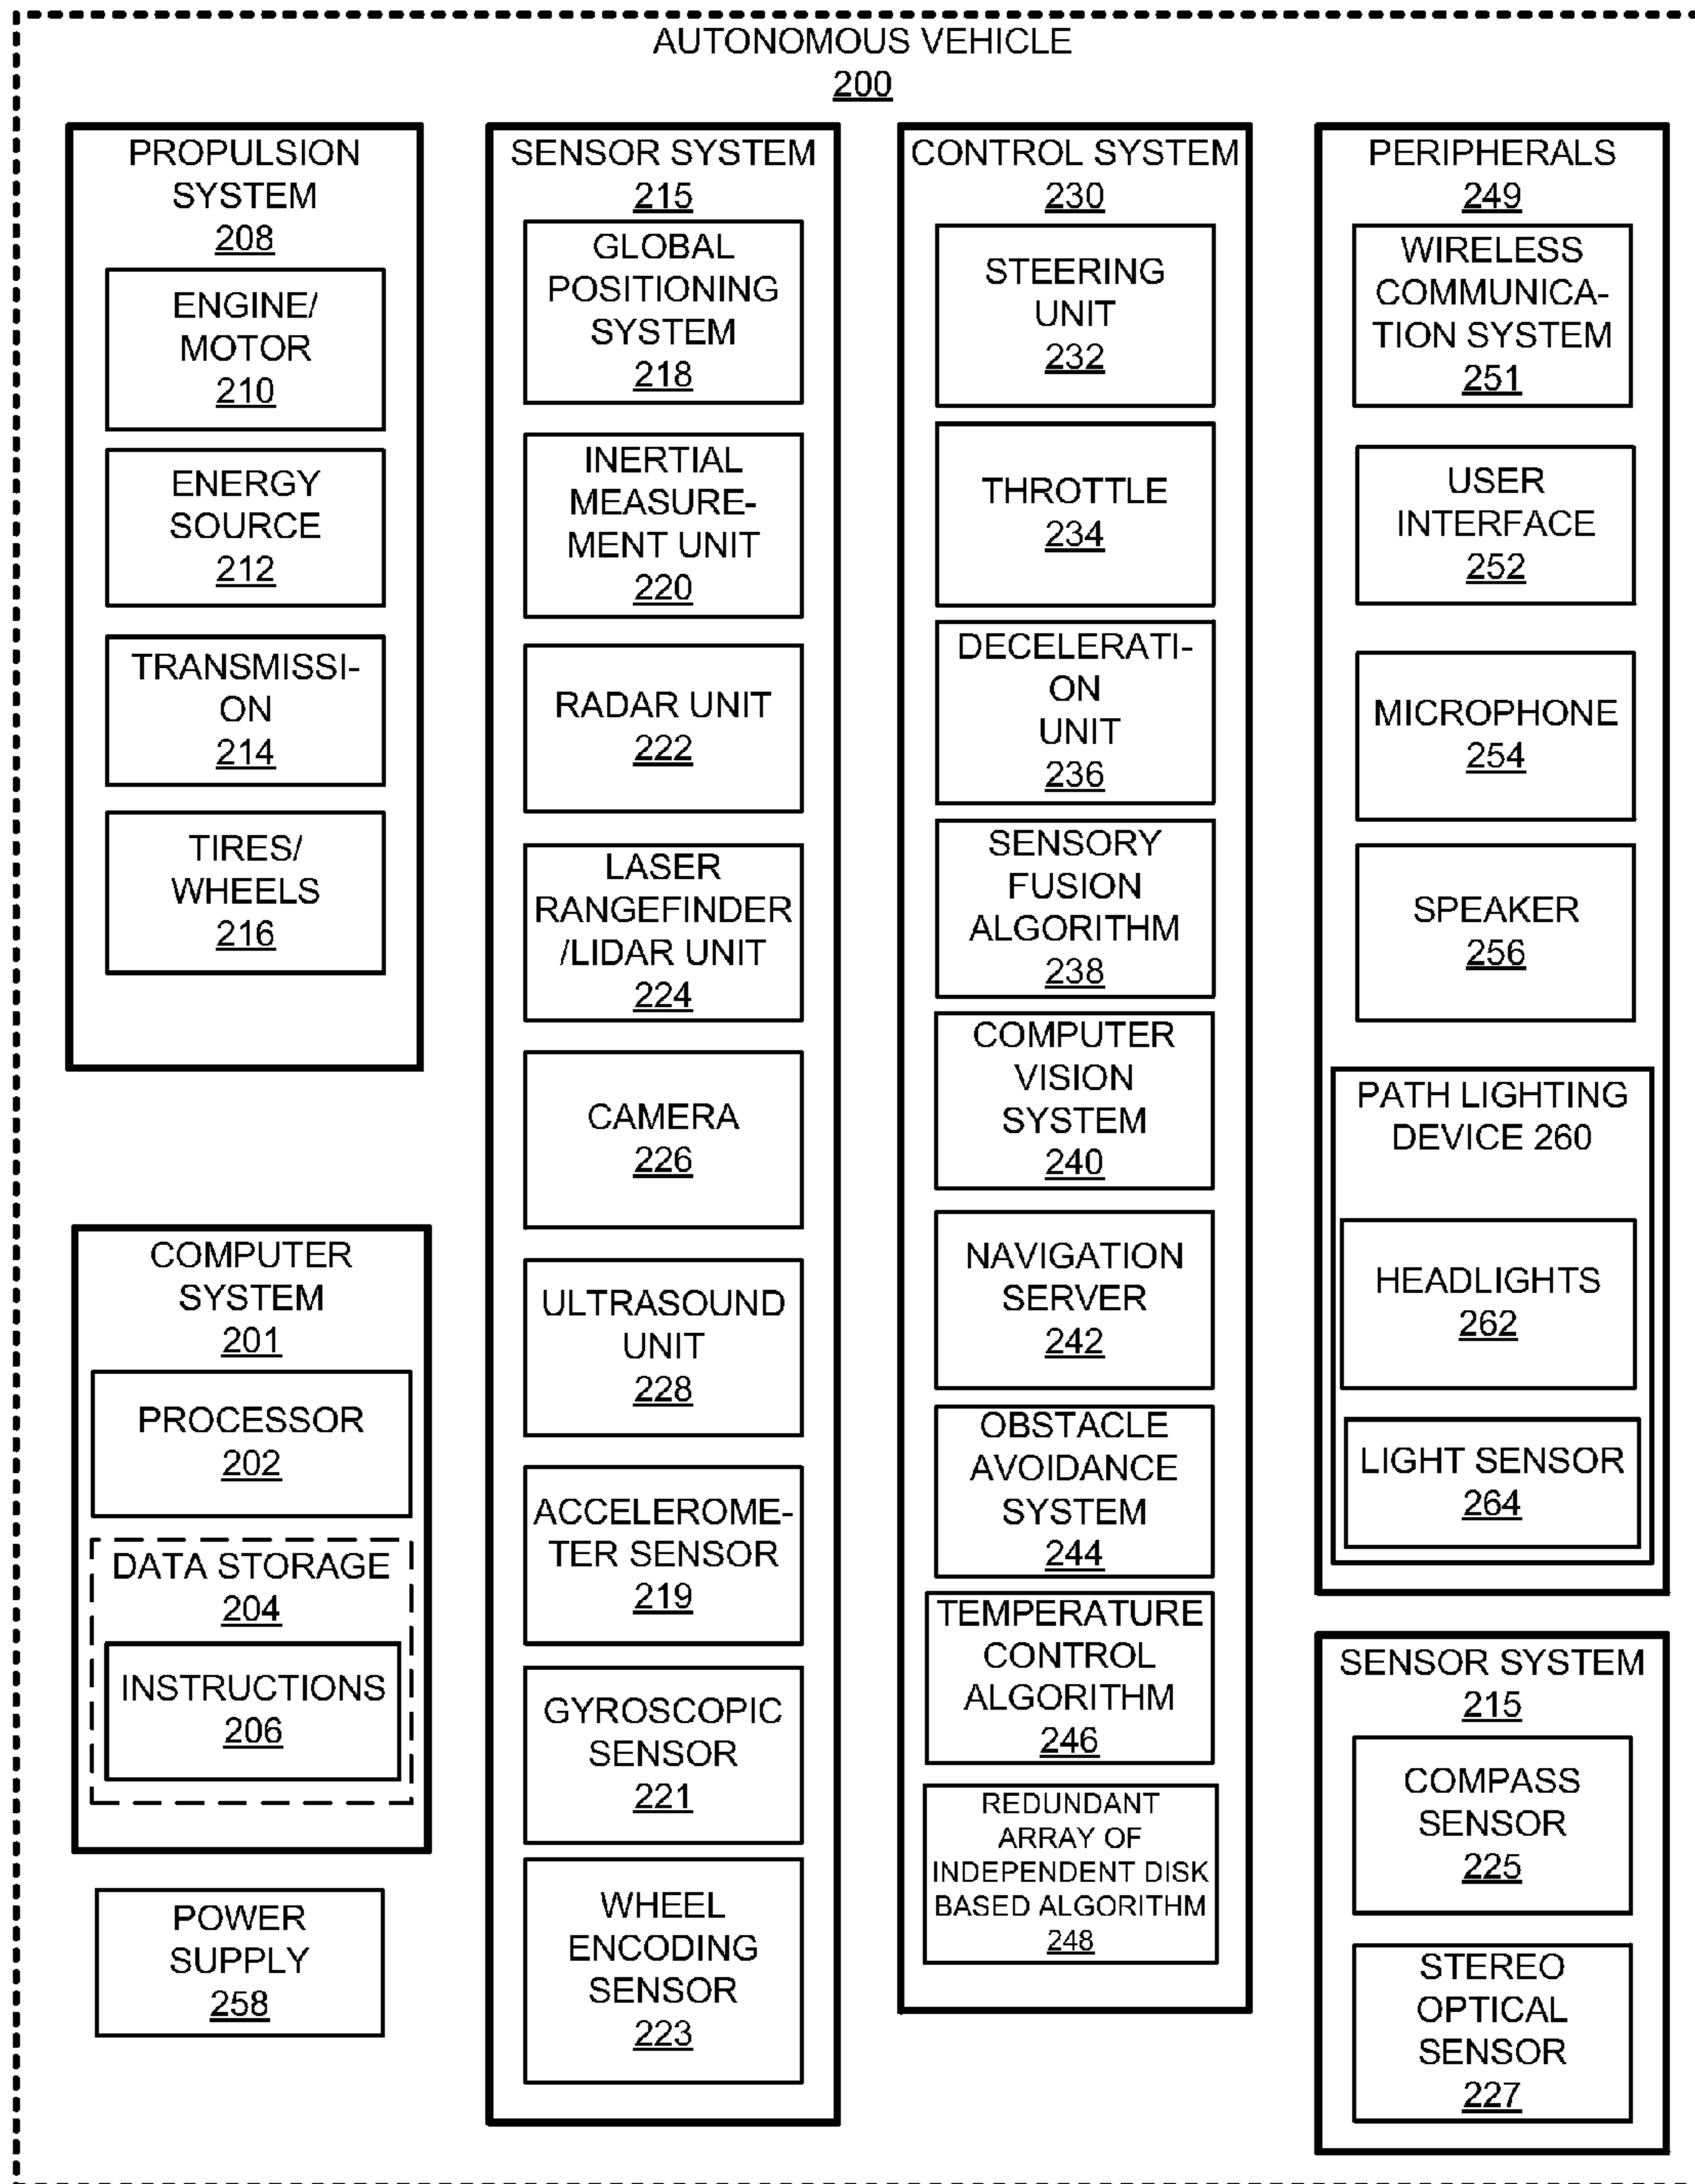 AUTONOMOUS VEHICLE
200
PROPULSION
SYSTEM
208
ENGINE/
MOTOR
210
ENERGY
SOURCE
212
TRANSMISSI-
ON
214
TIRES/
WHEELS
216
COMPUTER
SYSTEM
201
PROCESSOR
202
DATA STORAGE
204
INSTRUCTIONS
206
POWER
SUPPLY
258
SENSOR SYSTEM
215
GLOBAL
POSITIONING
SYSTEM
218
INERTIAL
MEASURE-
MENT UNIT
220
RADAR UNIT
222
LASER
RANGEFINDER
/LIDAR UNIT
224
CAMERA
226
ULTRASOUND
UNIT
228
ACCELEROME-
TER SENSOR
219
GYROSCOPIC
SENSOR
221
WHEEL
ENCODING
SENSOR
223
CONTROL SYSTEM
230
STEERING
UNIT
232
THROTTLE
234
DECELERATI-
ON
UNIT
236
SENSORY
FUSION
ALGORITHM
238
COMPUTER
VISION
SYSTEM
240
NAVIGATION
SERVER
242
OBSTACLE
AVOIDANCE
SYSTEM
244
TEMPERATURE
CONTROL
ALGORITHM
246
REDUNDANT
ARRAY OF
INDEPENDENT DISK
BASED ALGORITHM
248
PERIPHERALS
249
WIRELESS
COMMUNICA-
TION SYSTEM
251
USER
INTERFACE
252
MICROPHONE
254
SPEAKER
256
PATH LIGHTING
DEVICE 260
HEADLIGHTS
262
LIGHT SENSOR
264
SENSOR SYSTEM
215
COMPASS
SENSOR
225
STEREO
OPTICAL
SENSOR
227